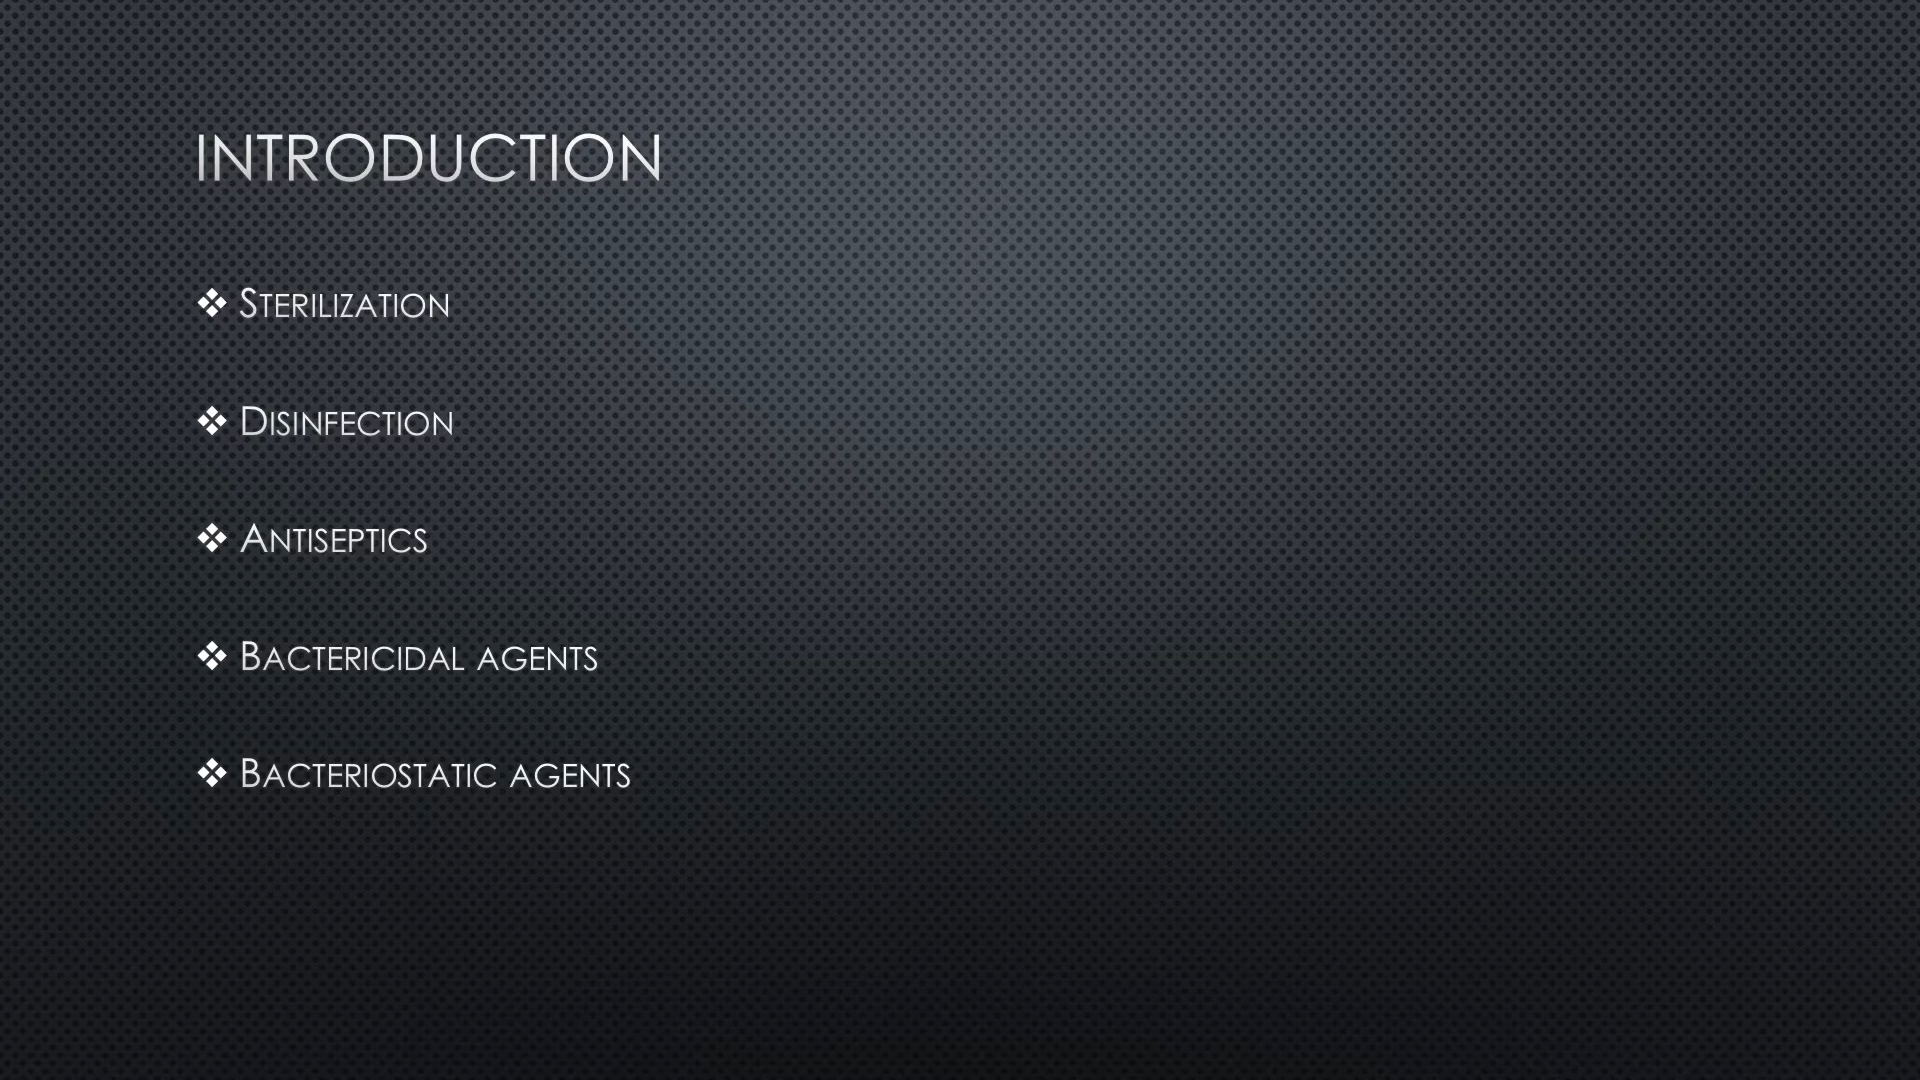 INTRODUCTION
❖ STERILIZATION
❖ DISINFECTION
❖ ANTISEPTICS
❖ BACTERICIDAL AGENTS
❖ BACTERIOSTATIC AGENTS